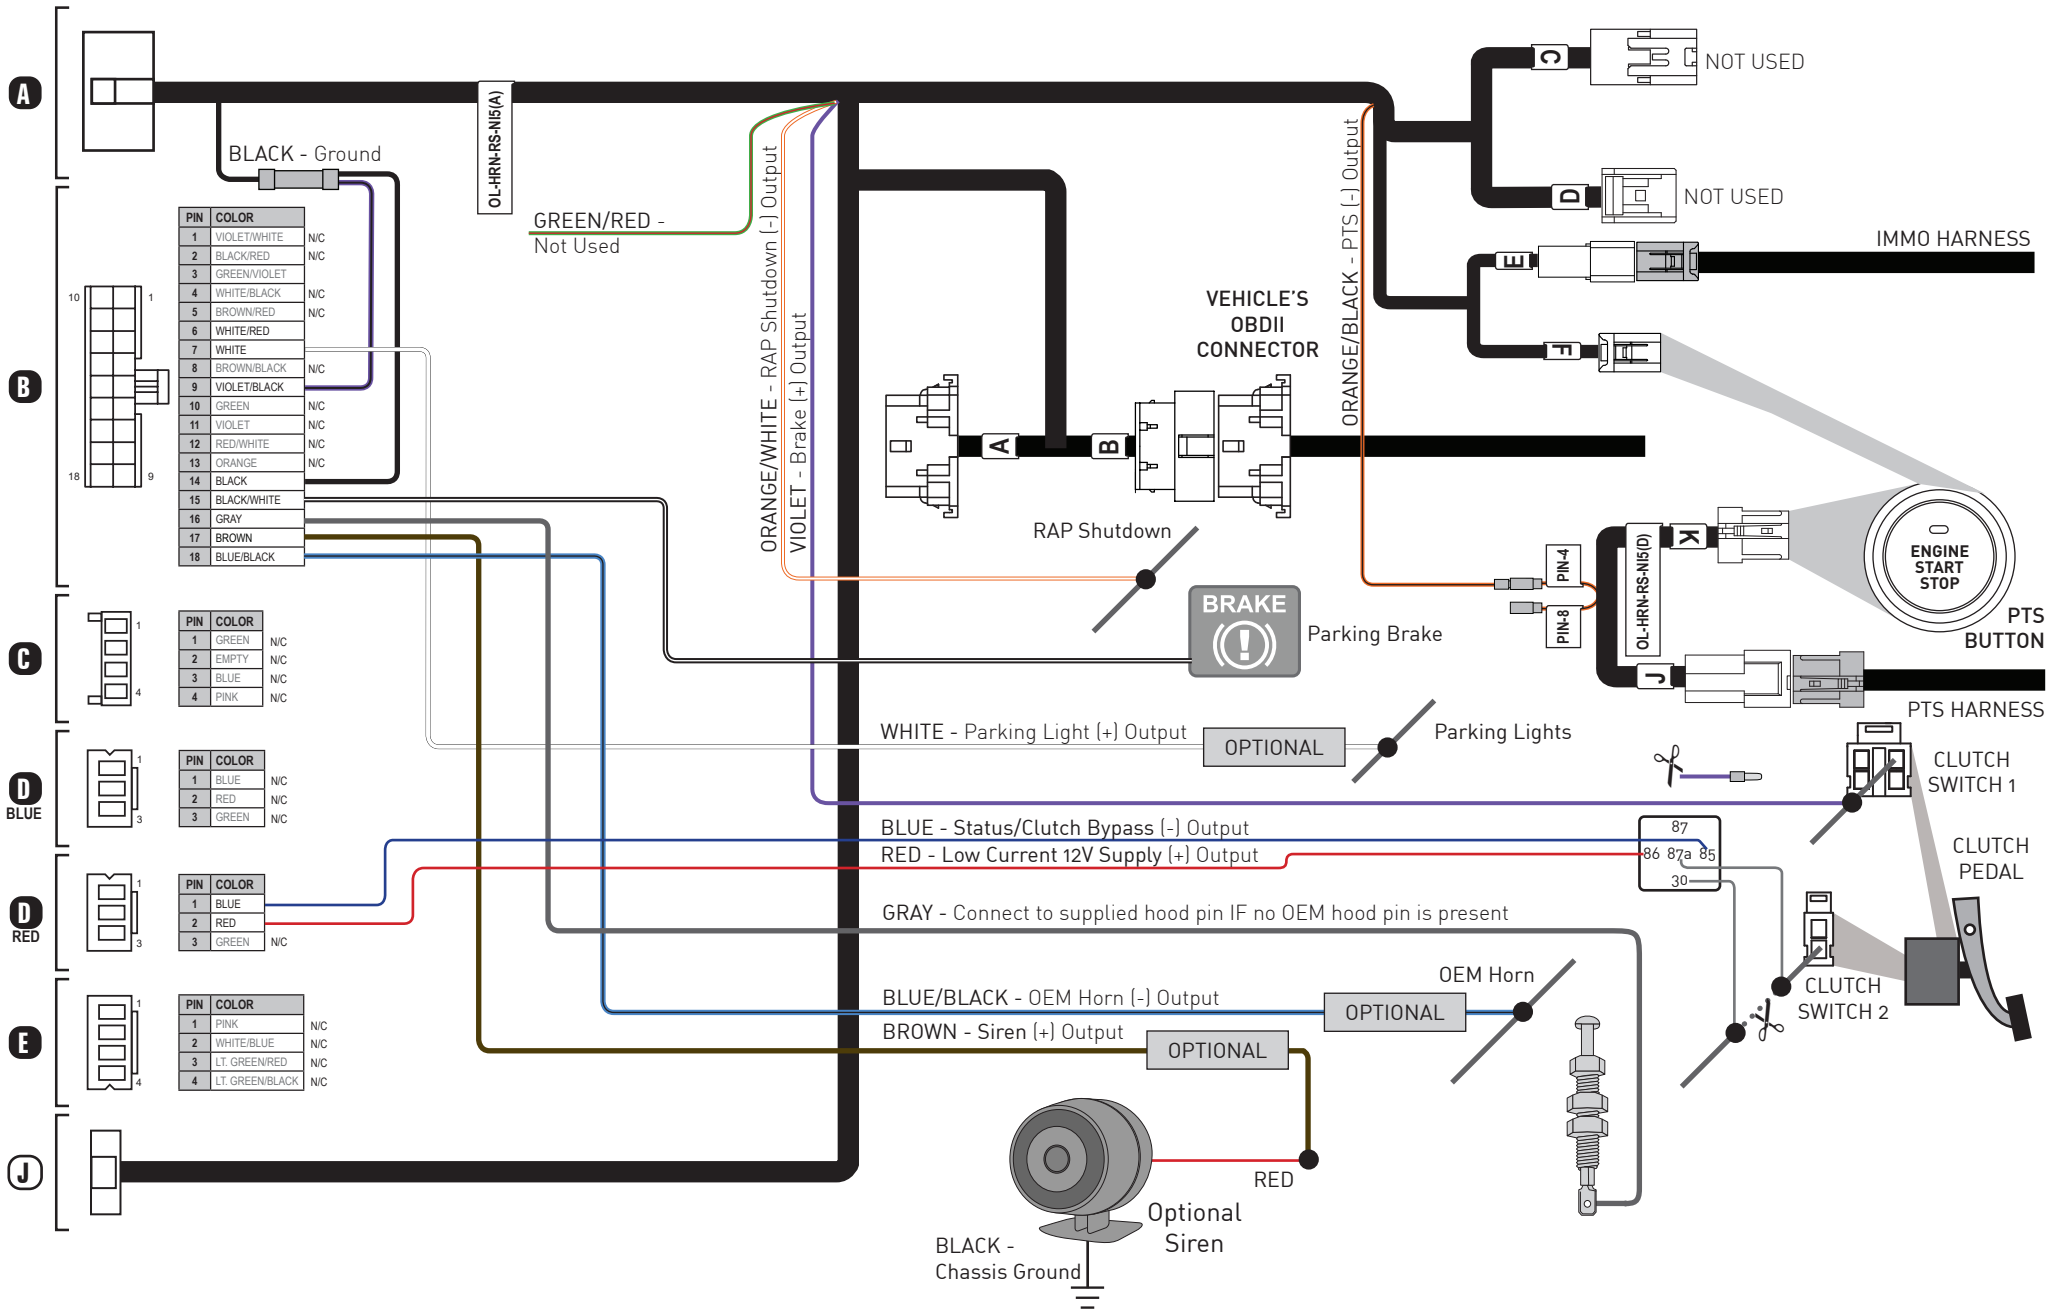 A
BLACK - Ground
OL-HRN-RS-NI5(A)
GREEN/RED -
Not Used
ORANGE/WHITE - RAP Shutdown (-) Output
VIOLET - Brake (+) Output
ORANGE/BLACK - PTS (-) Output
C
NOT USED
D
NOT USED
E
IMMO HARNESS
F
VEHICLE'S
OBDII
CONNECTOR
A
B
B
10
1
18
9
PIN COLOR
1 VIOLET/WHITE N/C
2 BLACK/RED N/C
3 GREEN/VIOLET
4 WHITE/BLACK N/C
5 BROWN/RED N/C
6 WHITE/RED
7 WHITE
8 BROWN/BLACK N/C
9 VIOLET/BLACK
10 GREEN N/C
11 VIOLET N/C
12 RED/WHITE N/C
13 ORANGE N/C
14 BLACK
15 BLACK/WHITE
16 GRAY
17 BROWN
18 BLUE/BLACK
RAP Shutdown
BRAKE
Parking Brake
PIN-4
PIN-8
OL-HRN-RS-NI5(D)
K
J
ENGINE
START
STOP
PTS
BUTTON
PTS HARNESS
C
1
4
PIN COLOR
1 GREEN N/C
2 EMPTY N/C
3 BLUE N/C
4 PINK N/C
WHITE - Parking Light (+) Output
OPTIONAL
Parking Lights
CLUTCH
SWITCH 1
D
BLUE
1
3
PIN COLOR
1 BLUE N/C
2 RED N/C
3 GREEN N/C
BLUE - Status/Clutch Bypass (-) Output
RED - Low Current 12V Supply (+) Output
87
86 87a 85
30
CLUTCH
PEDAL
D
RED
1
3
PIN COLOR
1 BLUE
2 RED
3 GREEN N/C
GRAY - Connect to supplied hood pin IF no OEM hood pin is present
OEM Horn
CLUTCH
SWITCH 2
E
1
4
PIN COLOR
1 PINK N/C
2 WHITE/BLUE N/C
3 LT. GREEN/RED N/C
4 LT. GREEN/BLACK N/C
BLUE/BLACK - OEM Horn (-) Output
OPTIONAL
BROWN - Siren (+) Output
OPTIONAL
J
RED
Optional
Siren
BLACK -
Chassis Ground